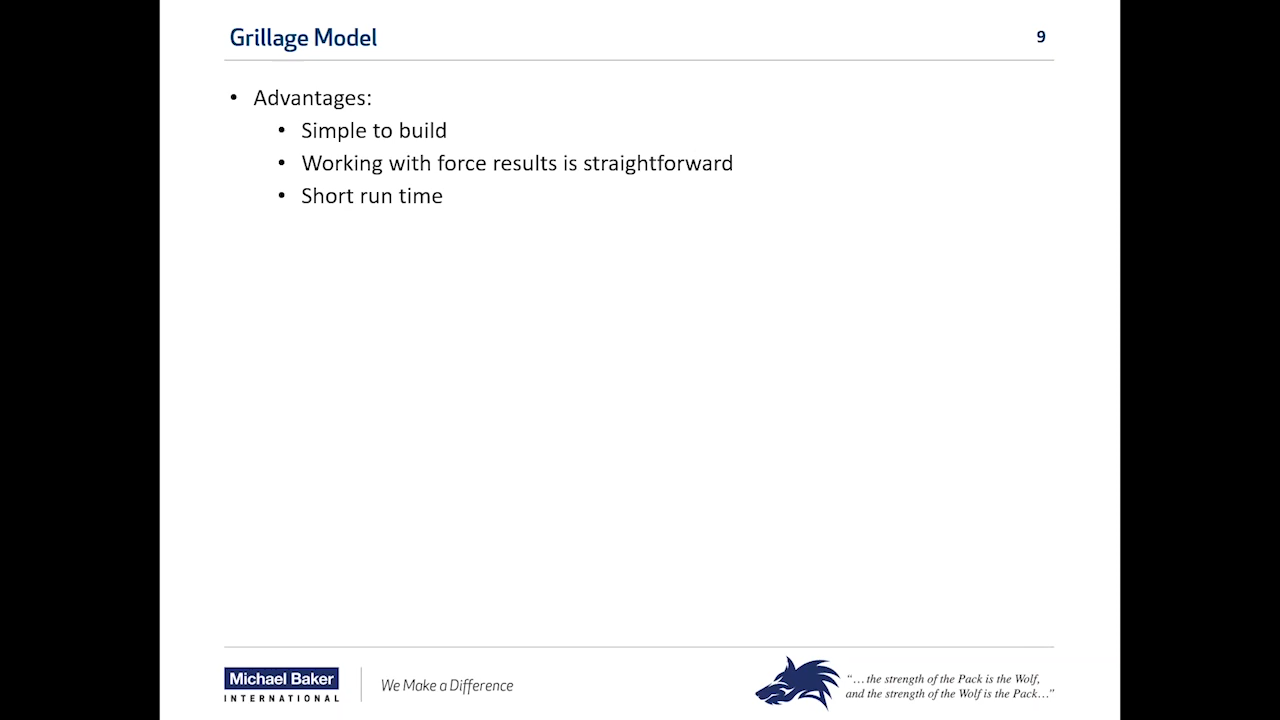 Grillage Model
9
• Advantages:
• Simple to build
• Working with force results is straightforward
• Short run time
Michael Baker
INTERNATIONAL
We Make a Difference
“…the strength of the Pack is the Wolf,
and the strength of the Wolf is the Pack…”